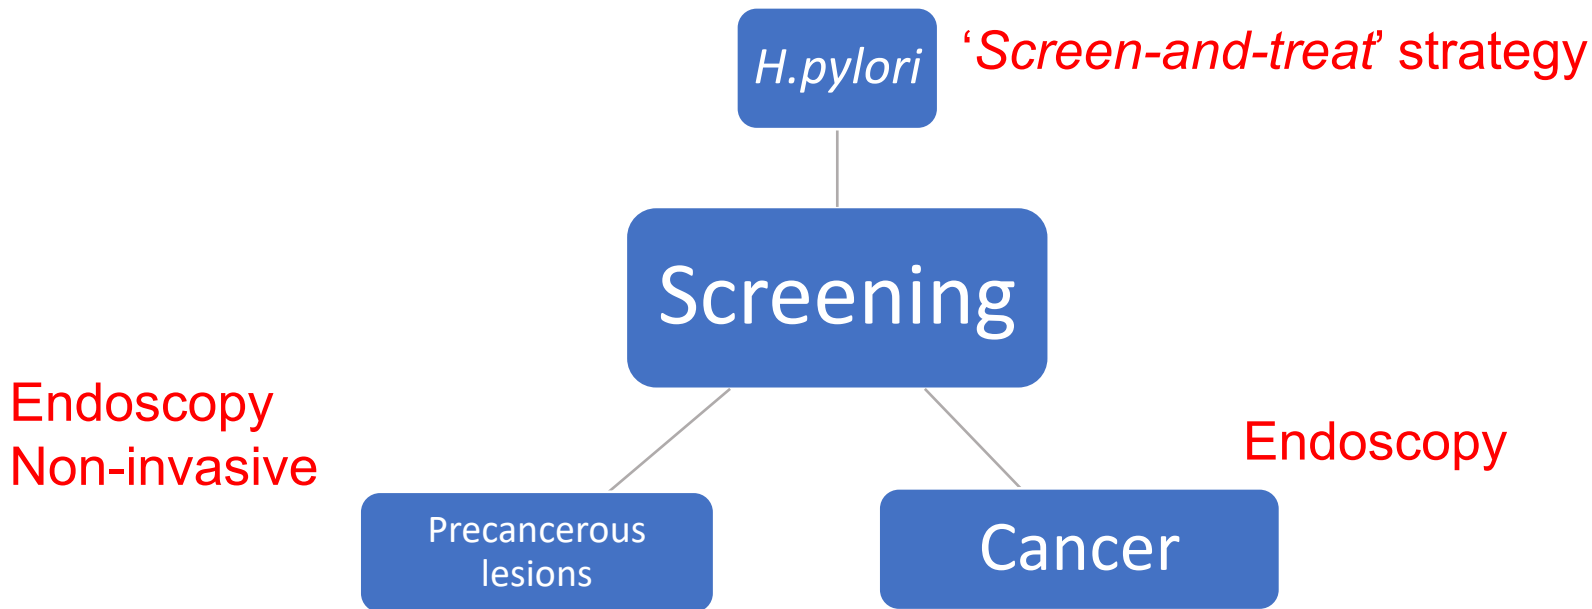 H.pylori
‘Screen-and-treat’ strategy
Screening
Endoscopy
Non-invasive
Endoscopy
Precancerous
lesions
Cancer